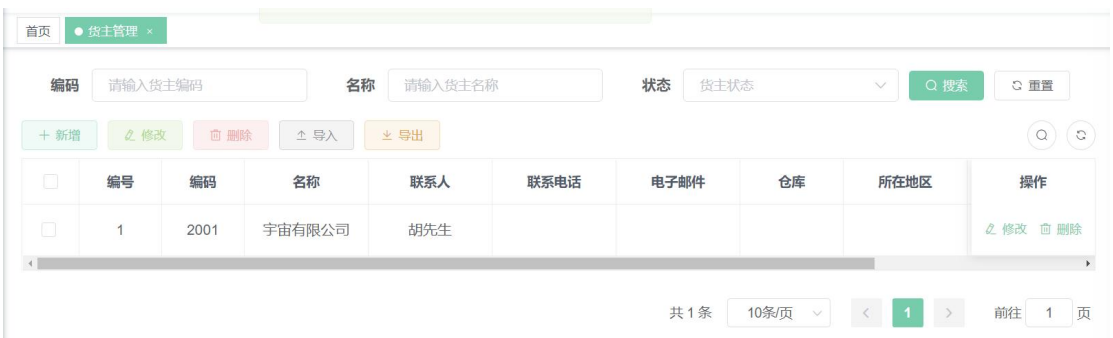 首页 货主管理 ×
编码 请输入货主编码 名称 请输入货主名称 状态 货主状态 搜索 重置
新增 修改 删除 导入 导出
编号 编码 名称 联系人 联系电话 电子邮件 仓库 所在地区 操作
1 2001 宇宙有限公司 胡先生 修改 删除
共 1 条 10条/页 1 前往 1 页